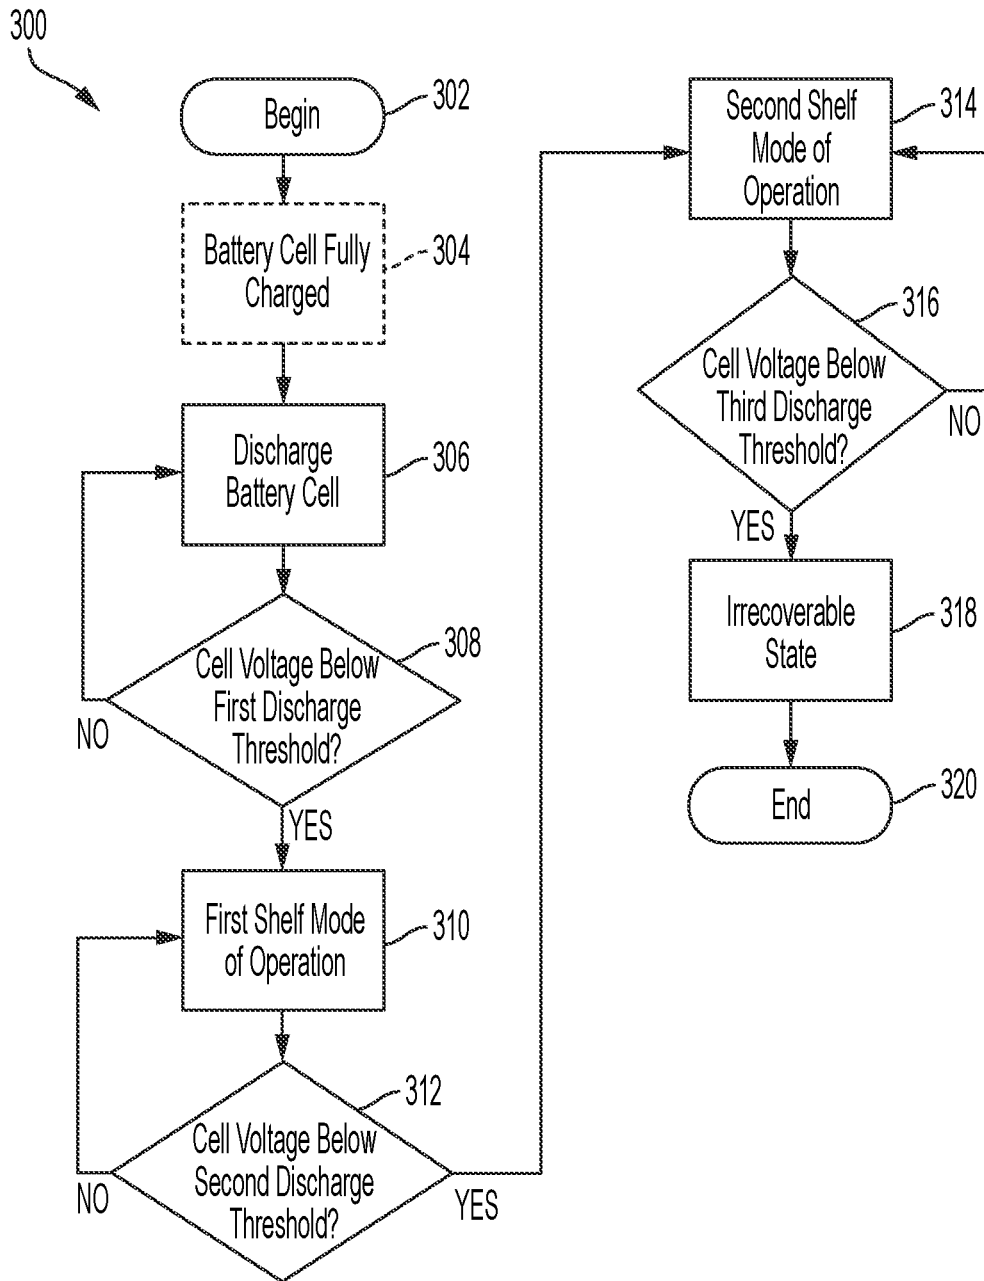 300
Begin
302
Battery Cell Fully
Charged
304
Discharge
Battery Cell
306
Cell Voltage Below
First Discharge
Threshold?
308
NO
YES
First Shelf Mode
of Operation
310
Cell Voltage Below
Second Discharge
Threshold?
312
NO
YES
Second Shelf
Mode of
Operation
314
Cell Voltage Below
Third Discharge
Threshold?
316
NO
YES
Irrecoverable
State
318
End
320